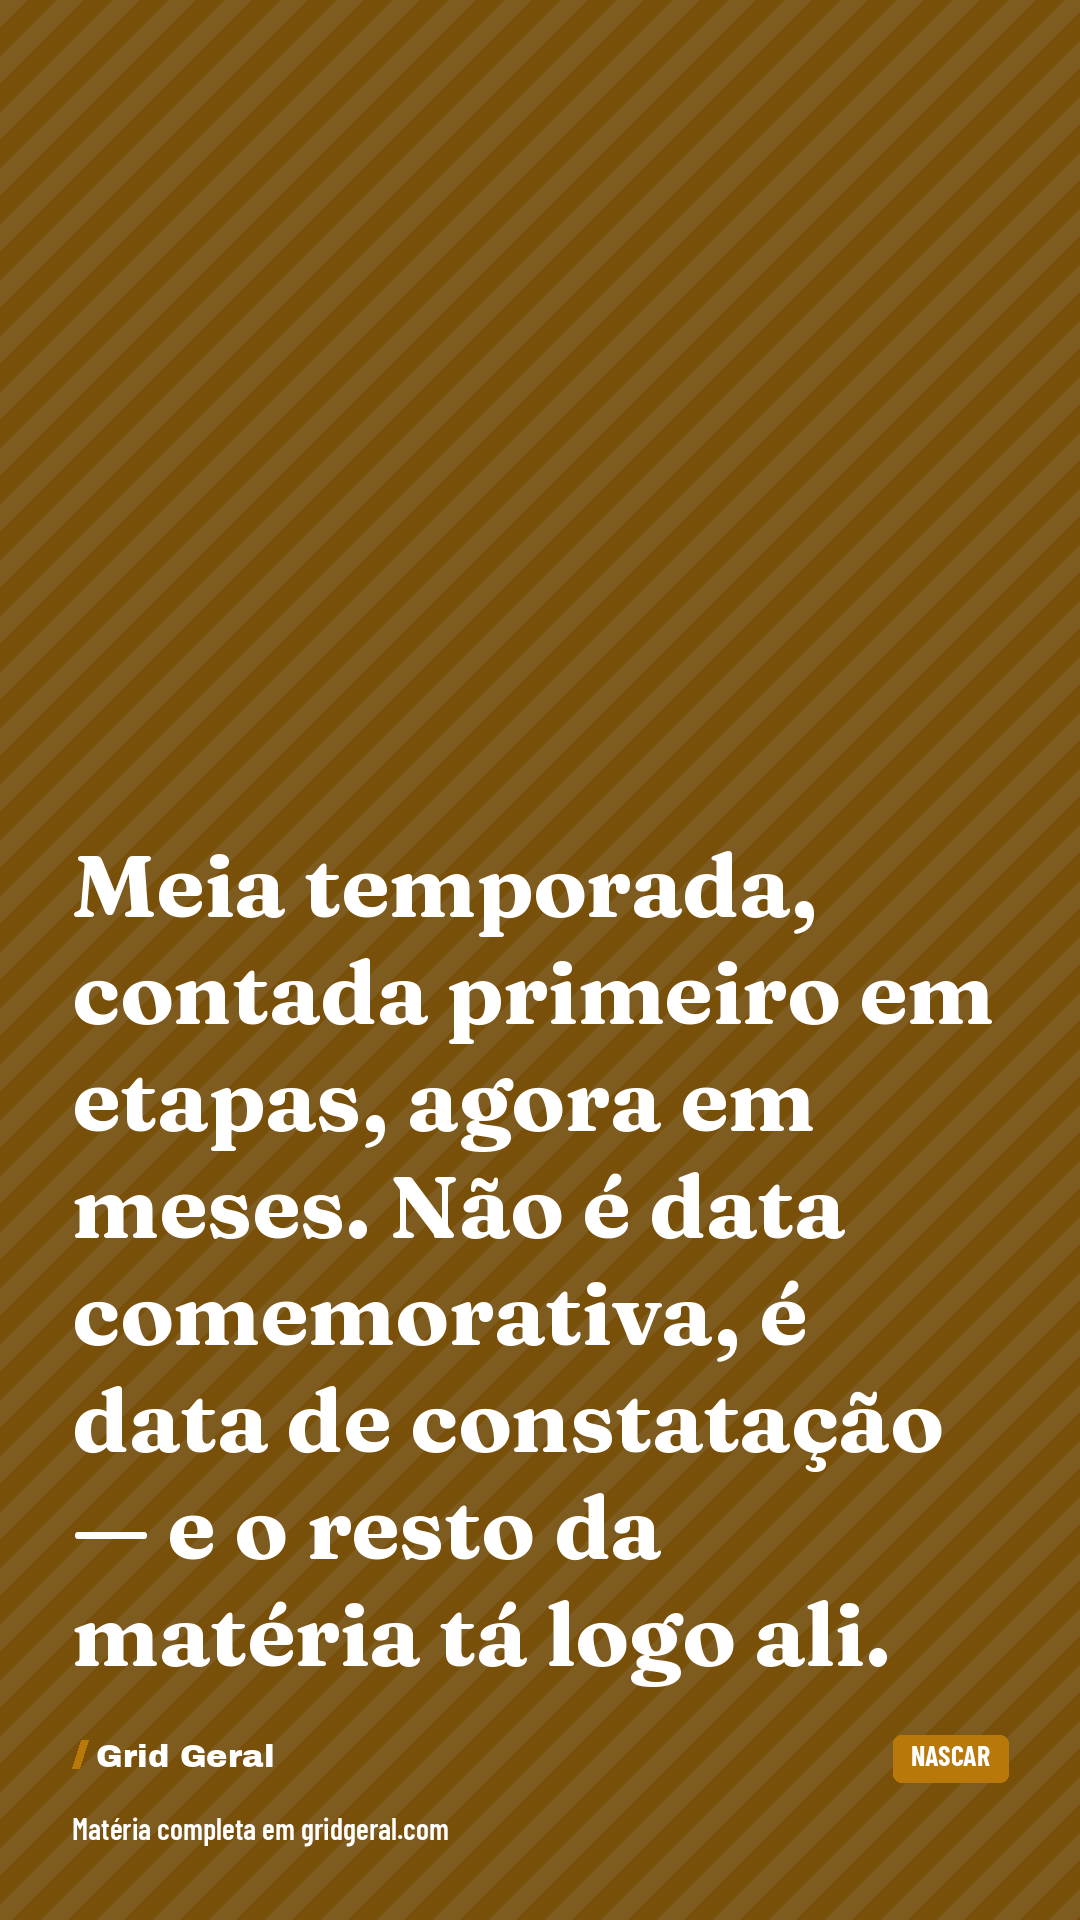 Meia temporada,
contada primeiro em
etapas, agora em
meses. Não é data
comemorativa, é
data de constatação
— e o resto da
matéria tá logo ali.
/ Grid Geral
NASCAR
Matéria completa em gridgeral.com